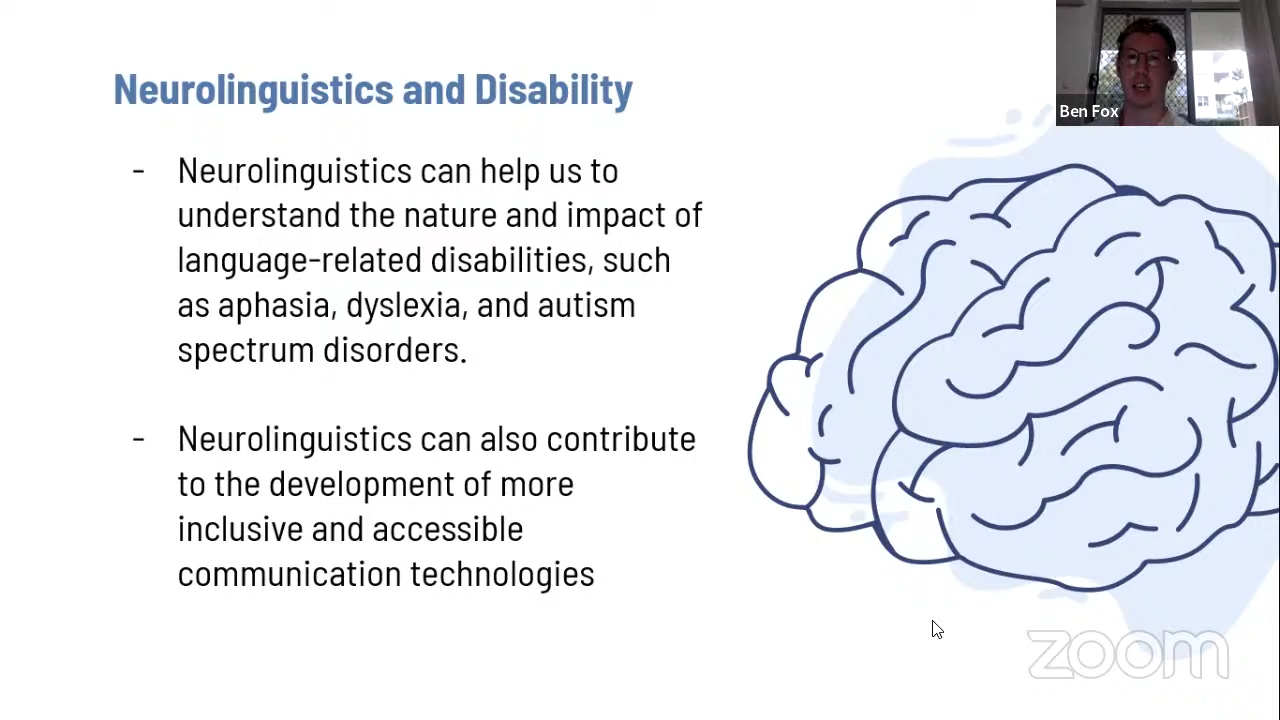 Neurolinguistics and Disability
Ben Fox
- Neurolinguistics can help us to
understand the nature and impact of
language-related disabilities, such
as aphasia, dyslexia, and autism
spectrum disorders.
- Neurolinguistics can also contribute
to the development of more
inclusive and accessible
communication technologies
zoom